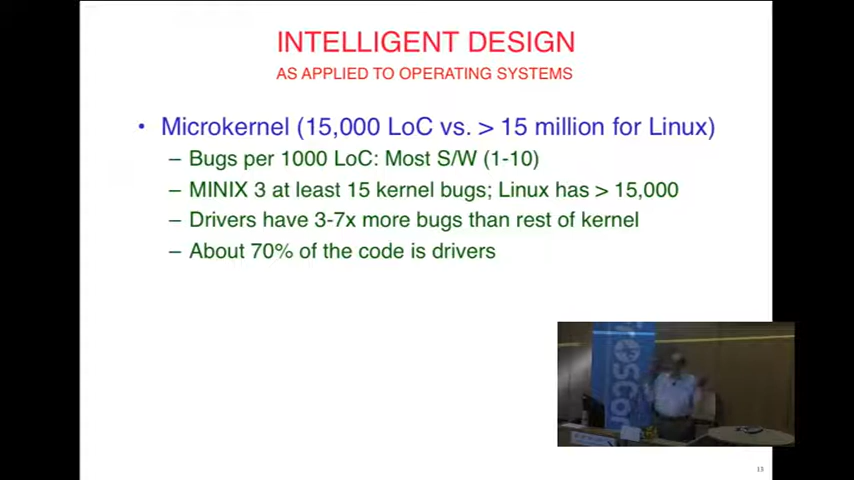 INTELLIGENT DESIGN
AS APPLIED TO OPERATING SYSTEMS
• Microkernel (15,000 LoC vs. > 15 million for Linux)
– Bugs per 1000 LoC: Most S/W (1-10)
– MINIX 3 at least 15 kernel bugs; Linux has > 15,000
– Drivers have 3-7x more bugs than rest of kernel
– About 70% of the code is drivers
13